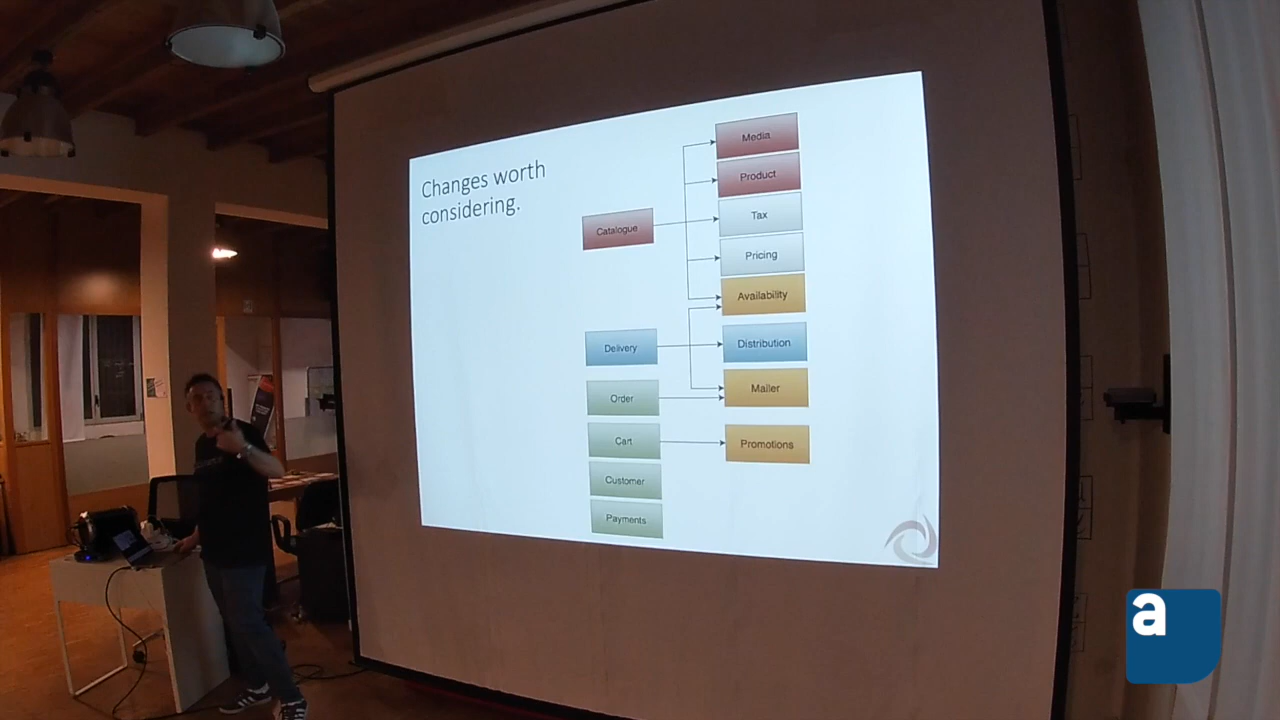 Changes worth
considering.
Media
Product
Catalogue
Tax
Pricing
Availability
Delivery
Distribution
Order
Mailer
Cart
Promotions
Customer
Payments
a